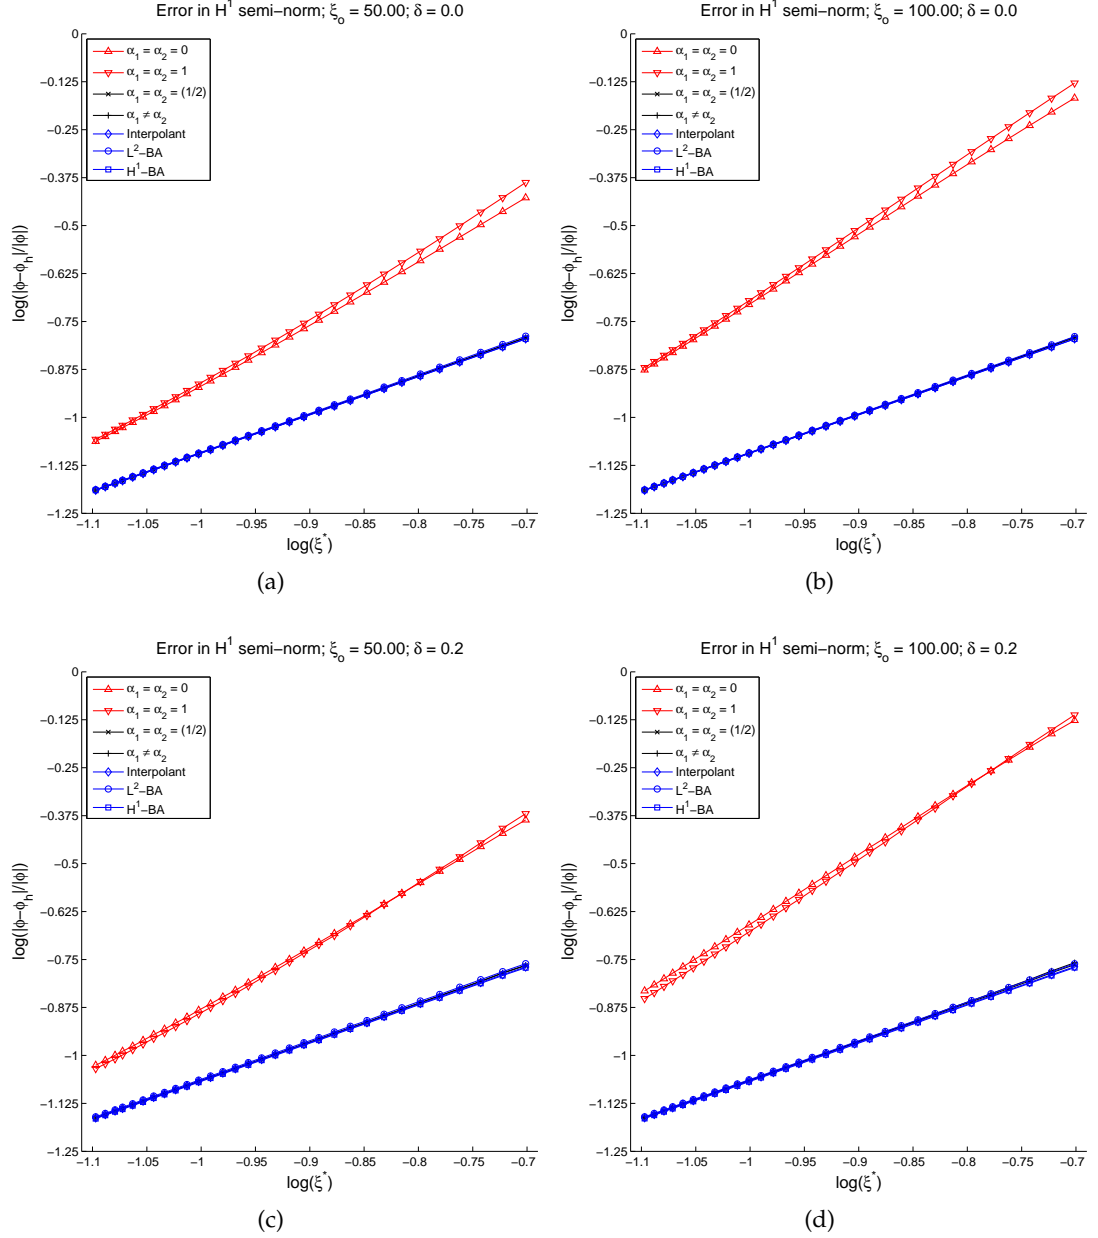 Error in H¹ semi-norm; ξₒ = 50.00; δ = 0.0
0
−0.125
−0.25
−0.375
−0.5
−0.625
−0.75
−0.875
−1
−1.125
−1.25
log(|ϕ−ϕₕ|/|ϕ|)
α₁ = α₂ = 0
α₁ = α₂ = 1
α₁ = α₂ = (1/2)
α₁ ≠ α₂
Interpolant
L²−BA
H¹−BA
−1.1 −1.05 −1 −0.95 −0.9 −0.85 −0.8 −0.75 −0.7
log(ξ*)
(a)
Error in H¹ semi-norm; ξₒ = 100.00; δ = 0.0
0
−0.125
−0.25
−0.375
−0.5
−0.625
−0.75
−0.875
−1
−1.125
−1.25
log(|ϕ−ϕₕ|/|ϕ|)
α₁ = α₂ = 0
α₁ = α₂ = 1
α₁ = α₂ = (1/2)
α₁ ≠ α₂
Interpolant
L²−BA
H¹−BA
−1.1 −1.05 −1 −0.95 −0.9 −0.85 −0.8 −0.75 −0.7
log(ξ*)
(b)
Error in H¹ semi-norm; ξₒ = 50.00; δ = 0.2
0
−0.125
−0.25
−0.375
−0.5
−0.625
−0.75
−0.875
−1
−1.125
−1.25
log(|ϕ−ϕₕ|/|ϕ|)
α₁ = α₂ = 0
α₁ = α₂ = 1
α₁ = α₂ = (1/2)
α₁ ≠ α₂
Interpolant
L²−BA
H¹−BA
−1.1 −1.05 −1 −0.95 −0.9 −0.85 −0.8 −0.75 −0.7
log(ξ*)
(c)
Error in H¹ semi-norm; ξₒ = 100.00; δ = 0.2
0
−0.125
−0.25
−0.375
−0.5
−0.625
−0.75
−0.875
−1
−1.125
−1.25
log(|ϕ−ϕₕ|/|ϕ|)
α₁ = α₂ = 0
α₁ = α₂ = 1
α₁ = α₂ = (1/2)
α₁ ≠ α₂
Interpolant
L²−BA
H¹−BA
−1.1 −1.05 −1 −0.95 −0.9 −0.85 −0.8 −0.75 −0.7
log(ξ*)
(d)